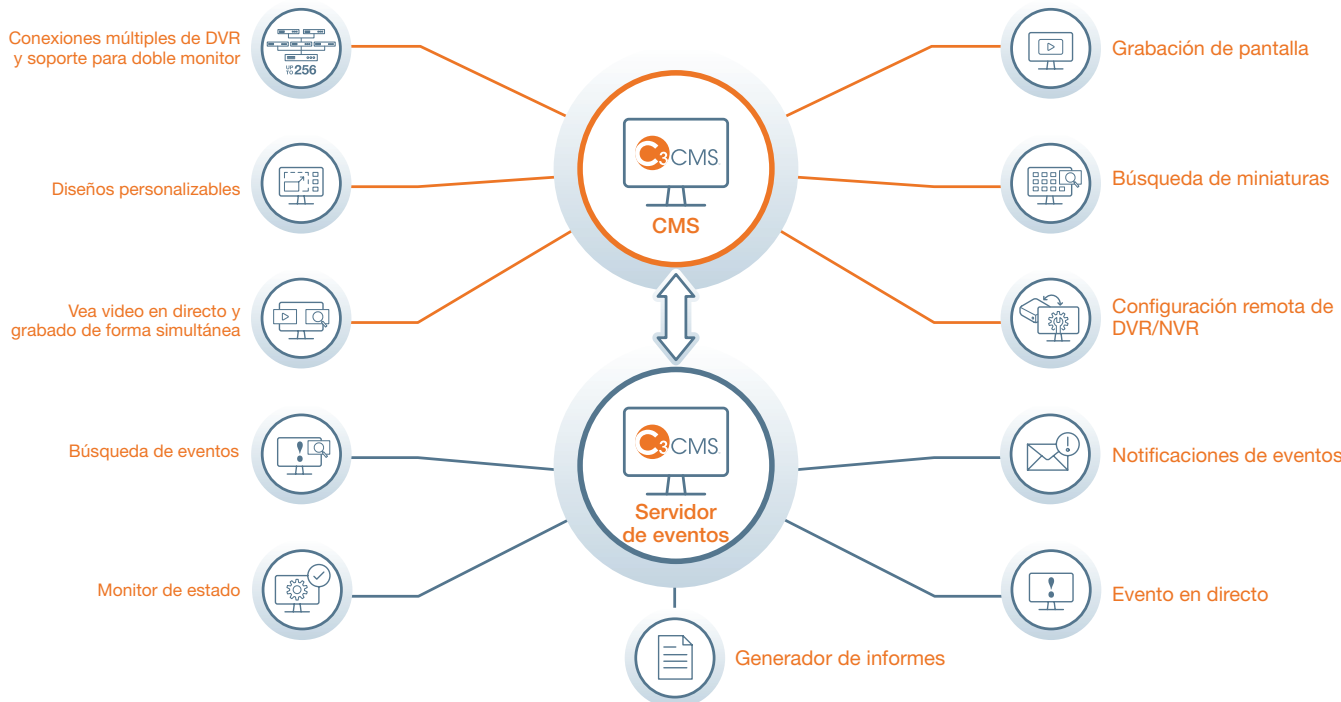 Conexiones múltiples de DVR
y soporte para doble monitor
UP
TO 256
Diseños personalizables
Vea video en directo y
grabado de forma simultánea
Búsqueda de eventos
Monitor de estado
C3CMS
CMS
C3CMS
Servidor
de eventos
Generador de informes
Grabación de pantalla
Búsqueda de miniaturas
Configuración remota de
DVR/NVR
Notificaciones de eventos
Evento en directo